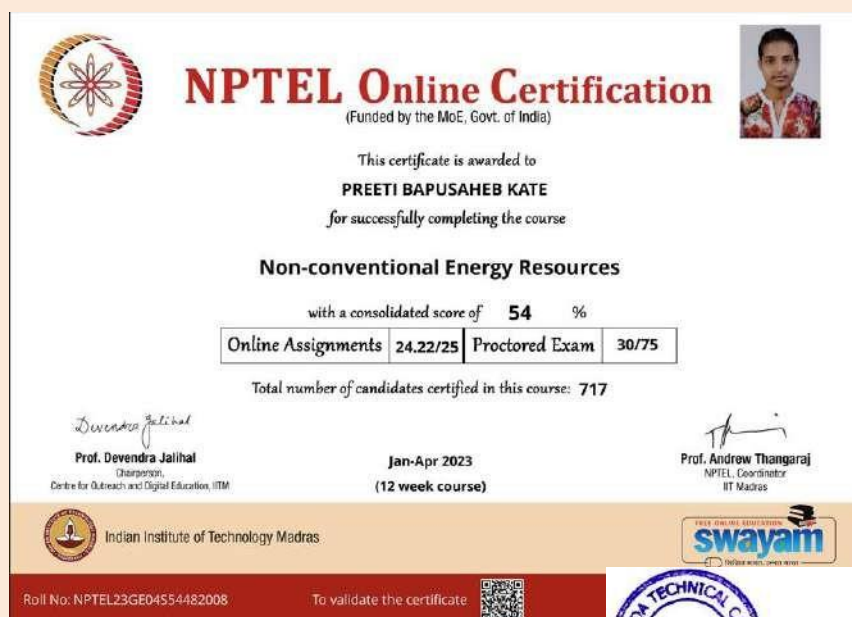 NPTEL Online Certification
(Funded by the MoE, Govt. of India)
This certificate is awarded to
PREETI BAPUSAHEB KATE
for successfully completing the course
Non-conventional Energy Resources
with a consolidated score of 54 %
Online Assignments 24.22/25 Proctored Exam 30/75
Total number of candidates certified in this course: 717
Devendra Jalihal
Prof. Devendra Jalihal
Chairperson,
Centre for Outreach and Digital Education, IITM
Jan-Apr 2023
(12 week course)
Prof. Andrew Thangaraj
NPTEL, Coordinator
IIT Madras
Indian Institute of Technology Madras
FREE ONLINE EDUCATION
swayam
Roll No: NPTEL23GE04S54482008
To validate the certificate
TECHNICAL